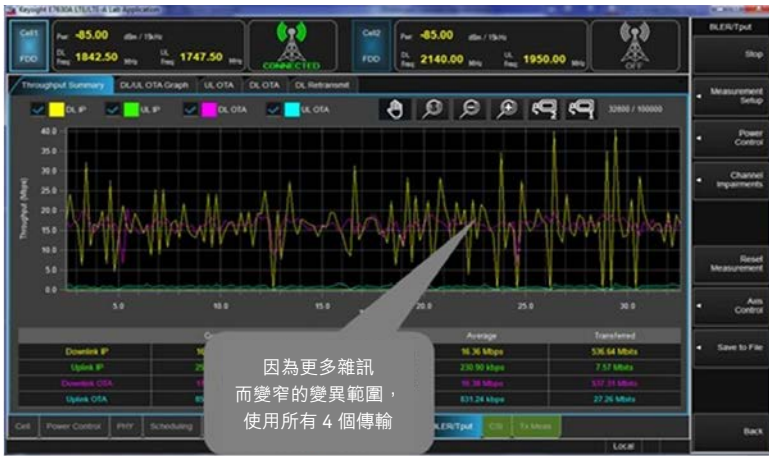 Keysight E7630A LTE/LTE-A Lab Application
Cell1
FDD
Pwr -85.00 dBm / 15kHz
DL Freq 1842.50 MHz UL Freq 1747.50 MHz
CONNECTED
Cell2
FDD
Pwr -85.00 dBm / 15kHz
DL Freq 2140.00 MHz UL Freq 1950.00 MHz
OFF
BLER/Tput
Stop
Measurement
Setup
Power
Control
Channel
Impairments
Reset
Measurement
Axis
Control
Save to File
Back
Throughput Summary DL/UL OTA Graph UL OTA DL OTA DL Retransmit
DL IP UL IP DL OTA UL OTA 32800 / 100000
Throughput (Mbps)
40.0
35.0
30.0
25.0
20.0
15.0
10.0
5.0
0.0
5.0 10.0 15.0 20.0 25.0 30.0
因為更多雜訊
而變窄的變異範圍，
使用所有 4 個傳輸
Average Transferred
Downlink IP 16.36 Mbps 536.64 Mbits
Uplink IP 230.90 kbps 7.57 Mbits
Downlink OTA 16.38 Mbps 537.31 Mbits
Uplink OTA 831.24 kbps 27.26 Mbits
Cell Power Control PHY Scheduling BLER/Tput CSI Tx Meas
Local